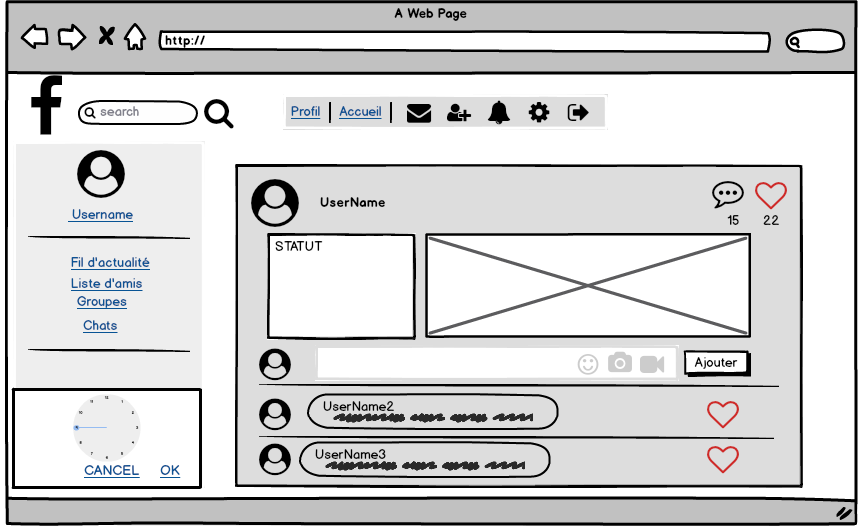 A Web Page
http://
f
search
Profil | Accueil |
Username
Fil d'actualité
Liste d'amis
Groupes
Chats
CANCEL OK
UserName
15 22
STATUT
Ajouter
UserName2
UserName3